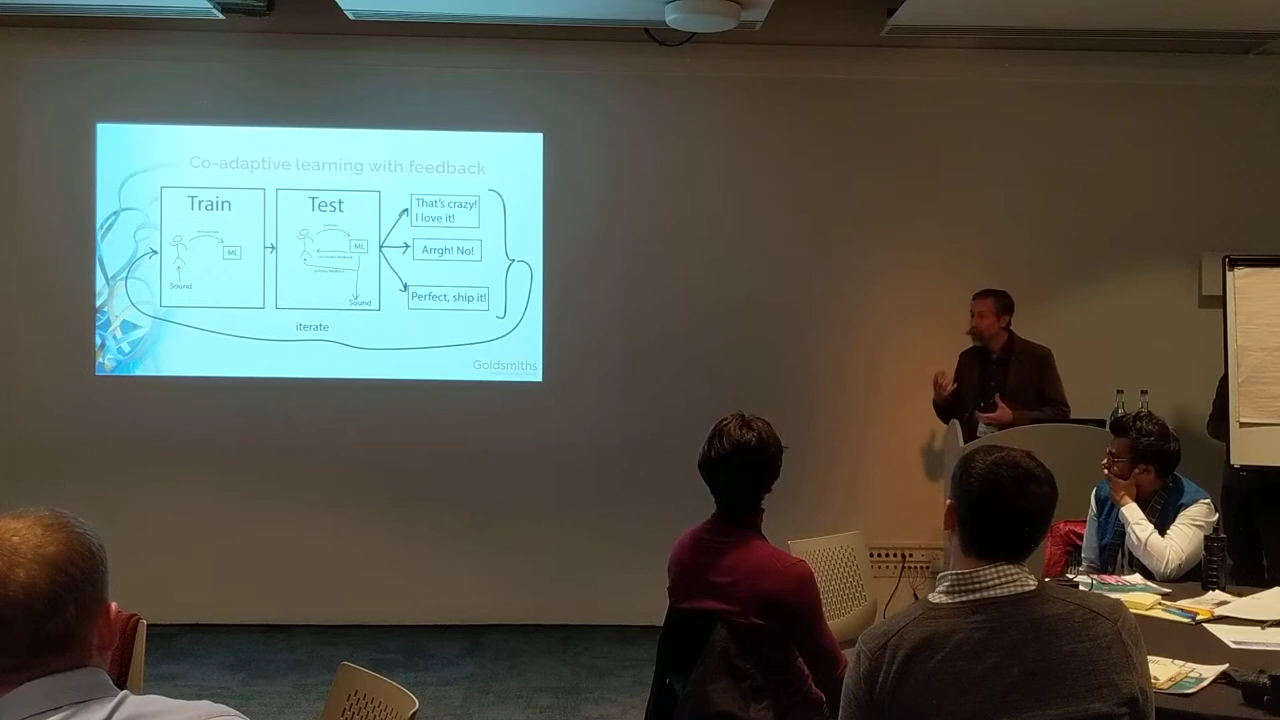 Co-adaptive learning with feedback
Train
Test
That's crazy!
I love it!
Arrgh! No!
Perfect, ship it!
ML
ML
Sound
Sound
iterate
Goldsmiths